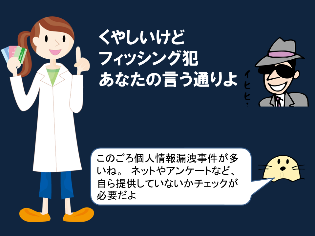 くやしいけど
フィッシング犯
あなたの言う通りよ
イヒヒ・
このごろ個人情報漏洩事件が多
いね。 ネットやアンケートなど、
自ら提供していないかチェックが
必要だよ